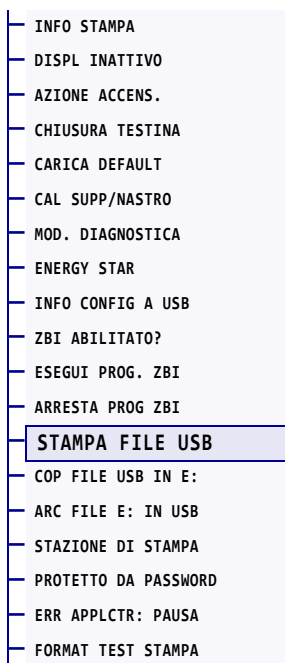 INFO STAMPA
DISPL INATTIVO
AZIONE ACCENS.
CHIUSURA TESTINA
CARICA DEFAULT
CAL SUPP/NASTRO
MOD. DIAGNOSTICA
ENERGY STAR
INFO CONFIG A USB
ZBI ABILITATO?
ESEGUI PROG. ZBI
ARRESTA PROG ZBI
STAMPA FILE USB
COP FILE USB IN E:
ARC FILE E: IN USB
STAZIONE DI STAMPA
PROTETTO DA PASSWORD
ERR APPLCTR: PAUSA
FORMAT TEST STAMPA